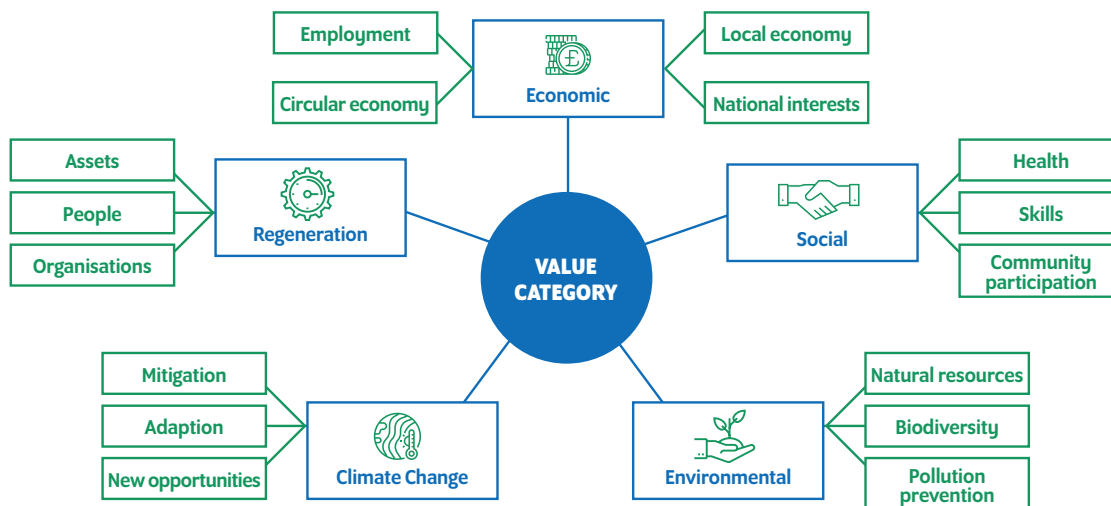 Employment
Circular economy
£
Economic
Local economy
National interests
Assets
People
Organisations
Regeneration
VALUE
CATEGORY
Social
Health
Skills
Community
participation
Mitigation
Adaption
New opportunities
Climate Change
Environmental
Natural resources
Biodiversity
Pollution
prevention